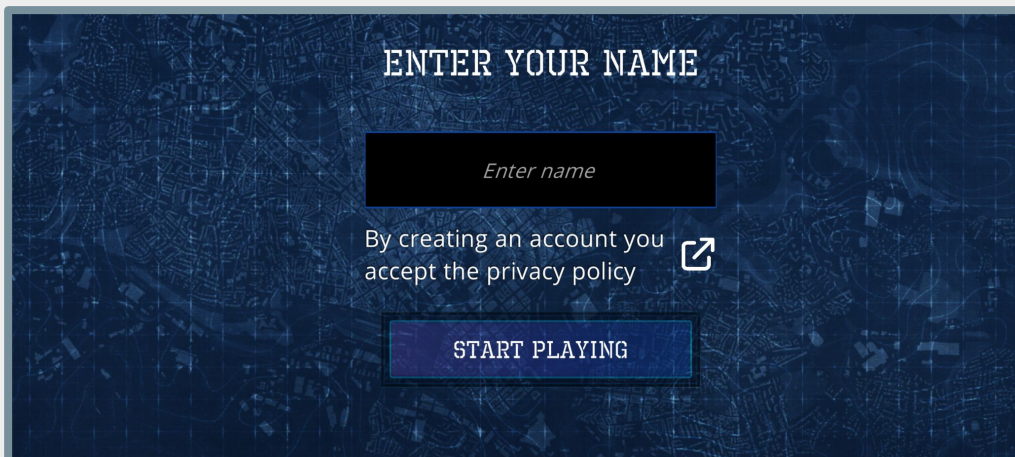 ENTER YOUR NAME
Enter name
By creating an account you
accept the privacy policy
START PLAYING